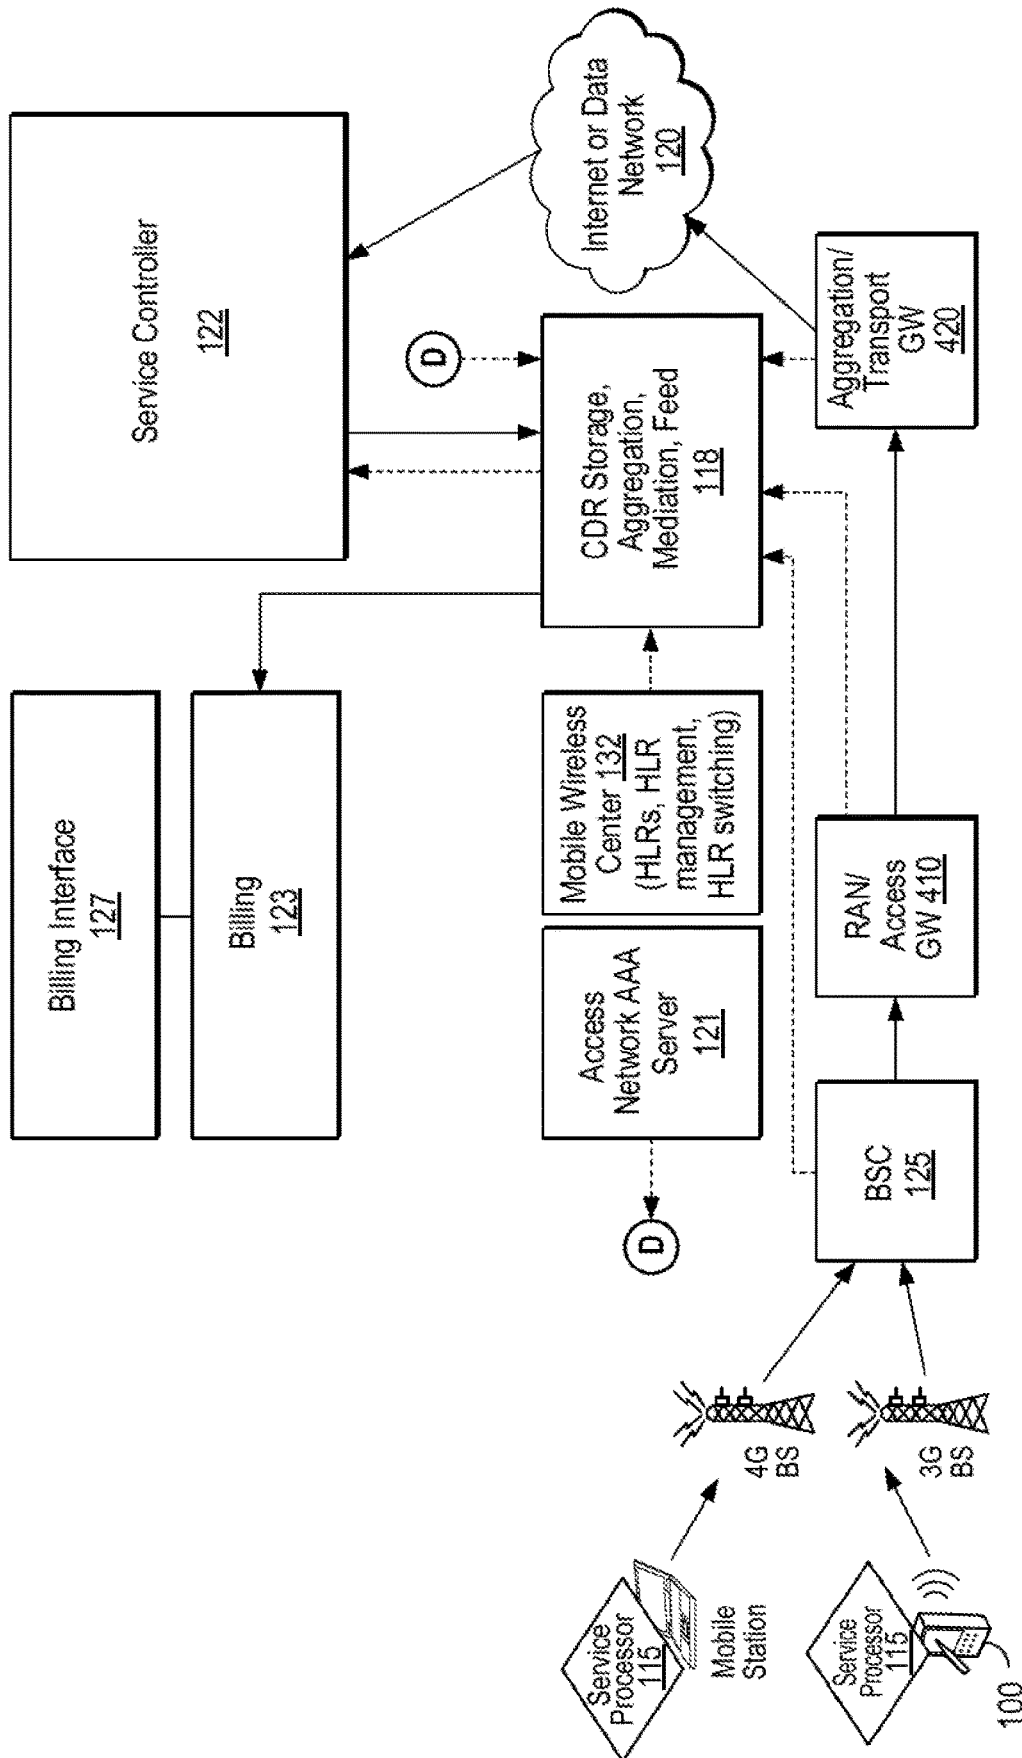 Billing Interface
127
Billing
123
Service Controller
122
Mobile Wireless
Center 132
(HLRs, HLR
management,
HLR switching)
Access
Network AAA
Server
121
D
CDR Storage,
Aggregation,
Mediation, Feed
118
D
Internet or Data
Network
120
Service
Processor
115
Mobile
Station
4G
BS
Service
Processor
115
100
3G
BS
BSC
125
RAN/
Access
GW 410
Aggregation/
Transport
GW
420